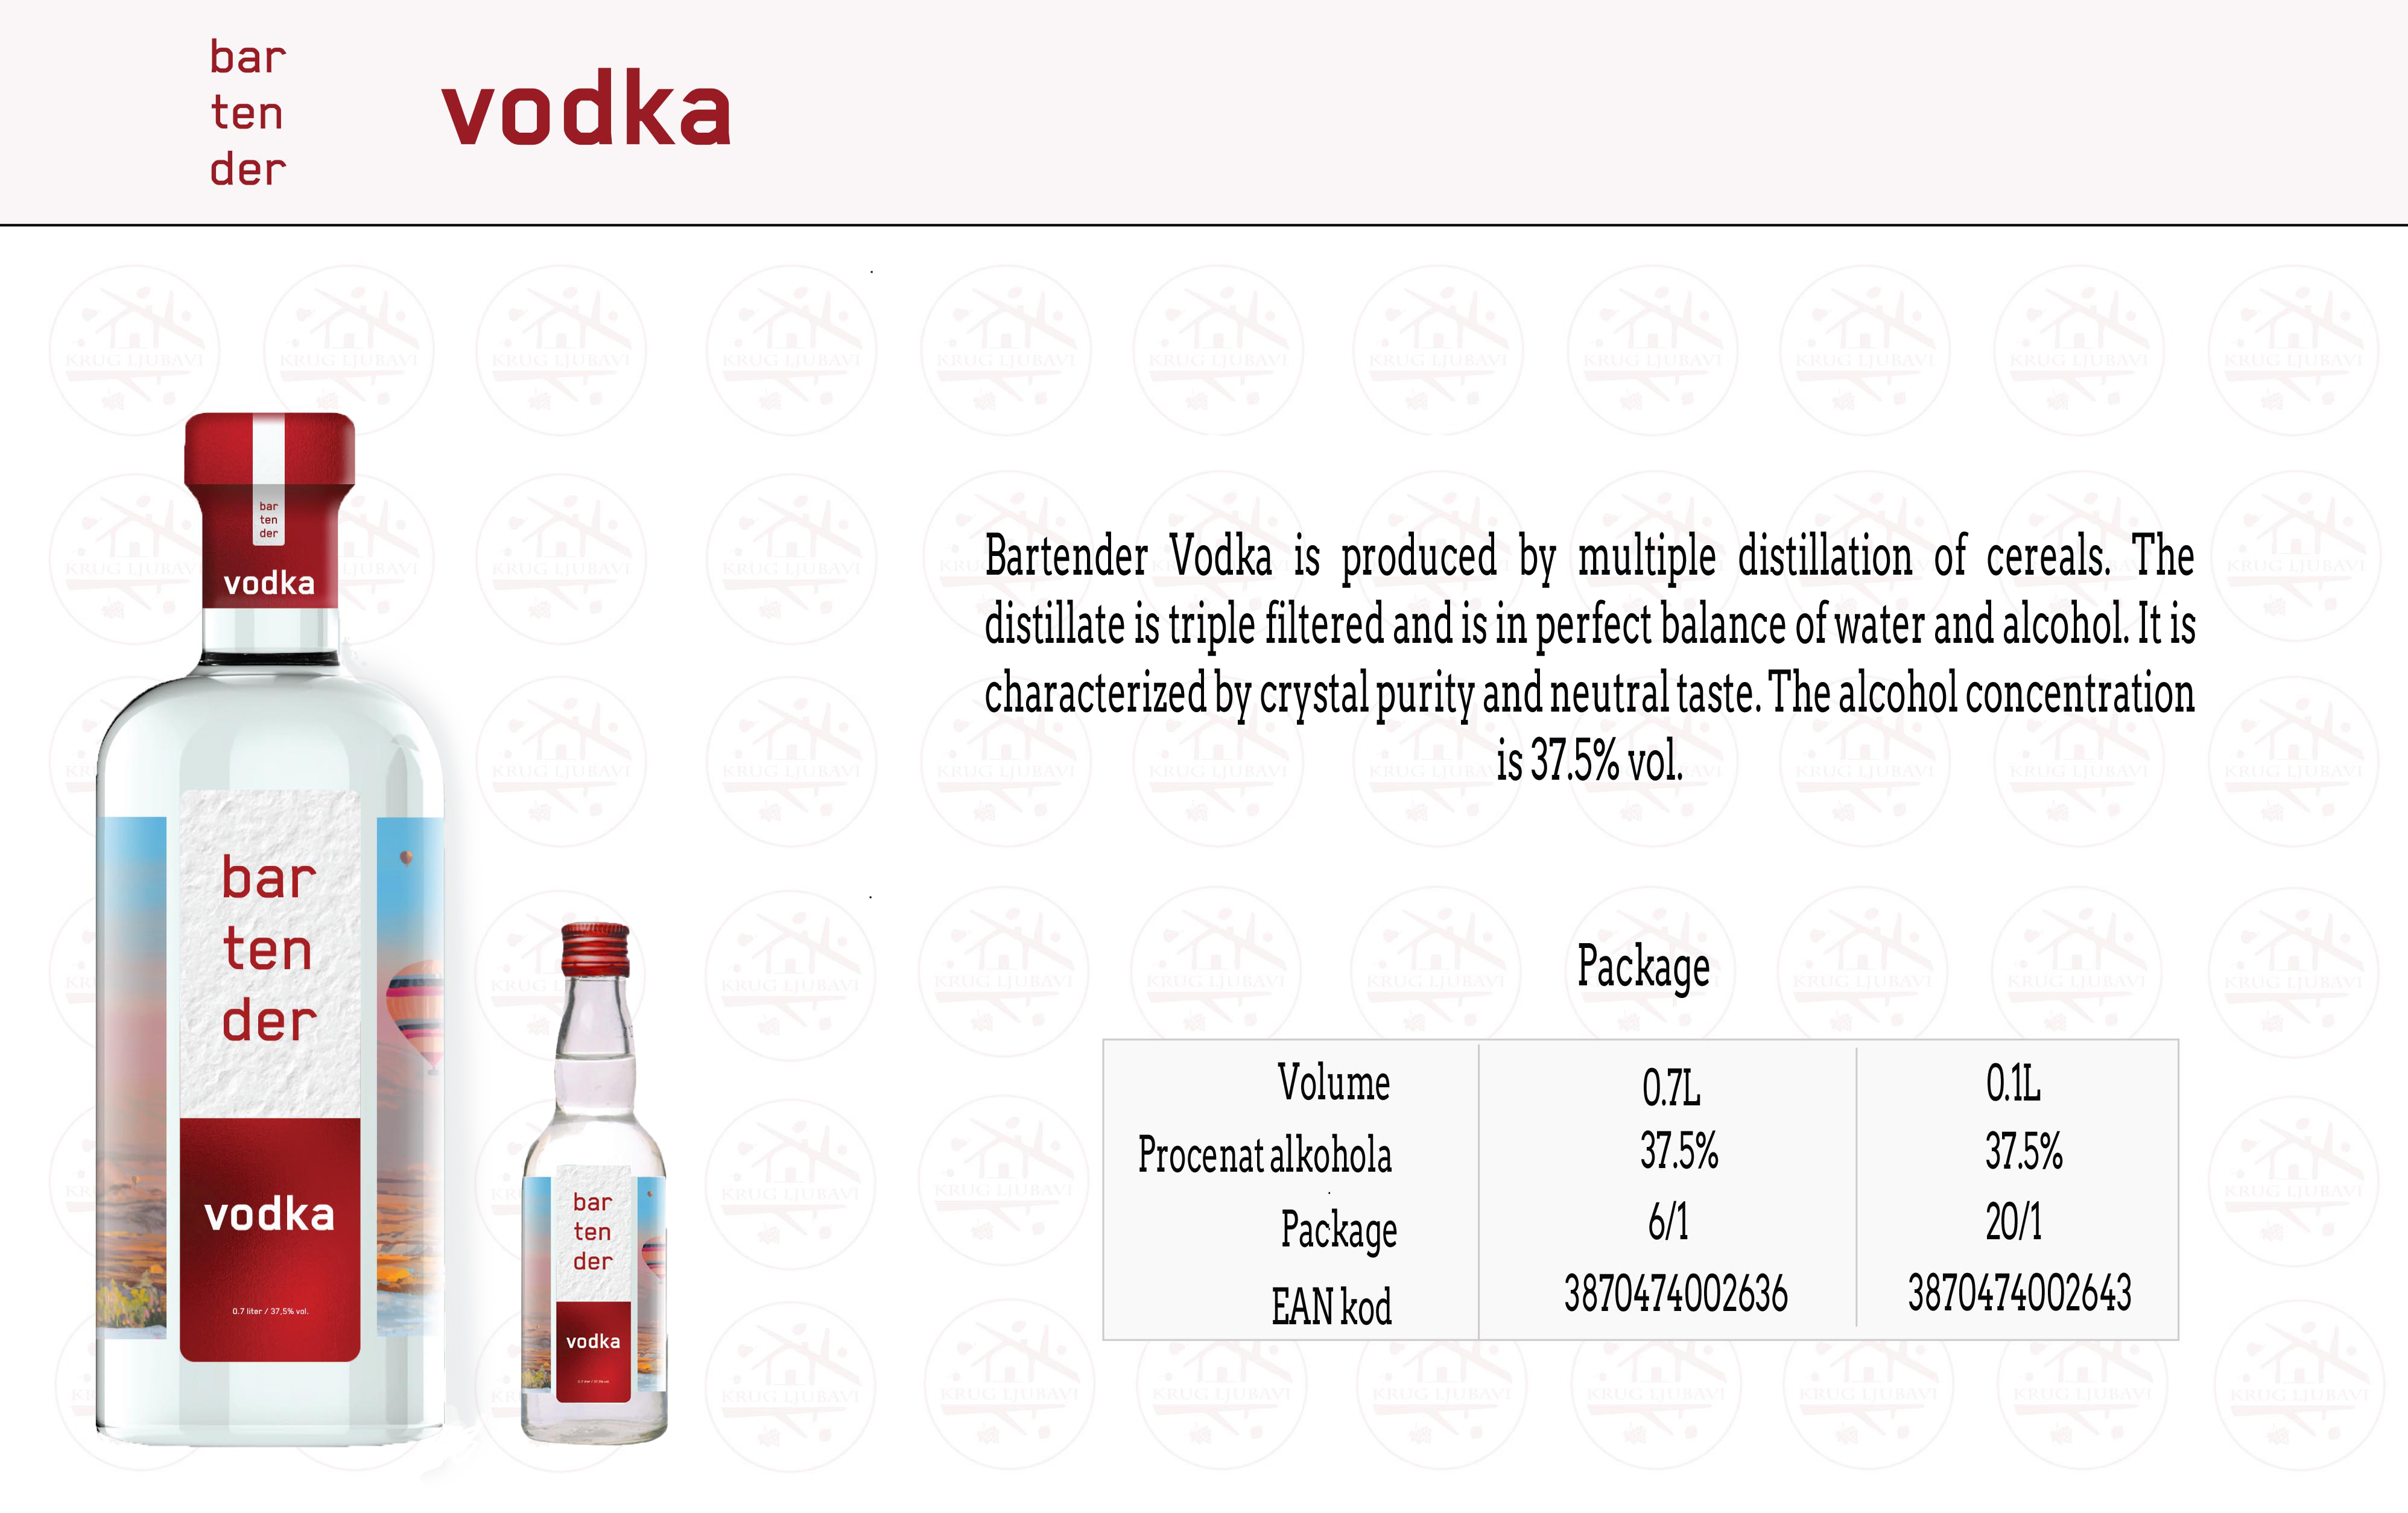 bar
ten
der
vodka
bar
ten
der
vodka
bar
ten
der
vodka
0.7 liter / 37,5% vol.
bar
ten
der
vodka
Bartender Vodka is produced by multiple distillation of cereals. The
distillate is triple filtered and is in perfect balance of water and alcohol. It is
characterized by crystal purity and neutral taste. The alcohol concentration
is 37.5% vol.
Package
Volume 0.7L 0.1L
Procenat alkohola 37.5% 37.5%
Package 6/1 20/1
EAN kod 3870474002636 3870474002643
KRUG LJUBAVI